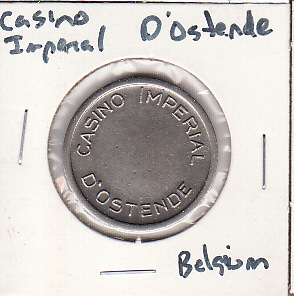 Casino D'Ostende
Imperial
CASINO IMPERIAL
D'OSTENDE
Belgium